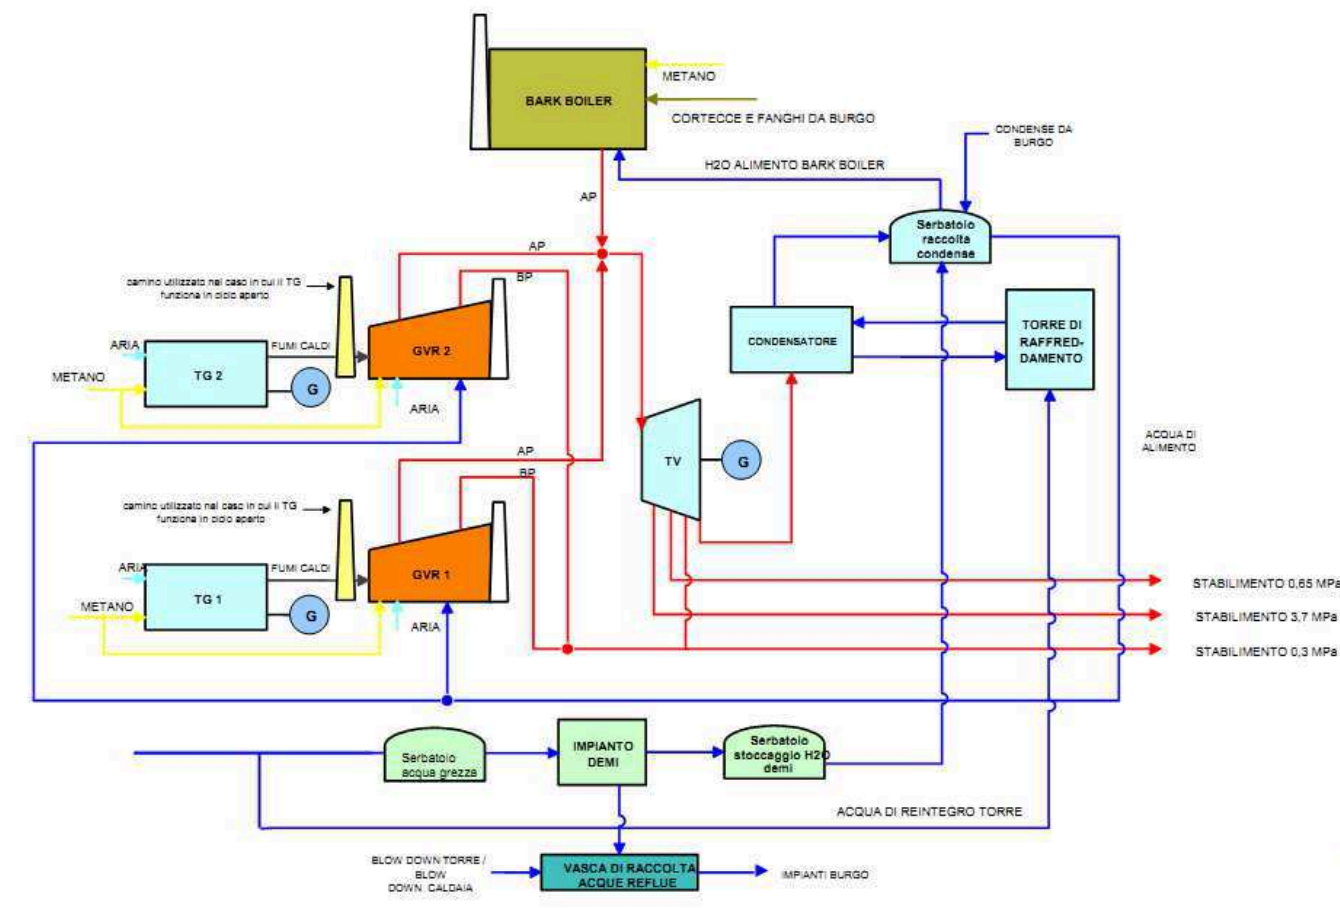 METANO
BARK BOILER
CORTECCE E FANGHI DA BURGO
CONDENSE DA
BURGO
H2O ALIMENTO BARK BOILER
AP
Serbatoio
raccolta
condense
AP
BP
camino utilizzato nel caso in cui il TG
funziona in ciclo aperto
TORRE DI
RAFFRED-
DAMENTO
CONDENSATORE
ARIA
FUMI CALDI
GVR 2
METANO
TG 2
G
ARIA
ACQUA DI
ALIMENTO
AP
BP
TV
G
camino utilizzato nel caso in cui il TG
funziona in ciclo aperto
ARIA
FUMI CALDI
GVR 1
STABILIMENTO 0,65 MPa
METANO
TG 1
G
ARIA
STABILIMENTO 3,7 MPa
STABILIMENTO 0,3 MPa
Serbatoio
acqua grezza
IMPIANTO
DEMI
Serbatoio
stoccaggio H2O
demi
ACQUA DI REINTEGRO TORRE
BLOW DOWN TORRE /
BLOW
DOWN CALDAIA
VASCA DI RACCOLTA
ACQUE REFLUE
IMPIANTI BURGO